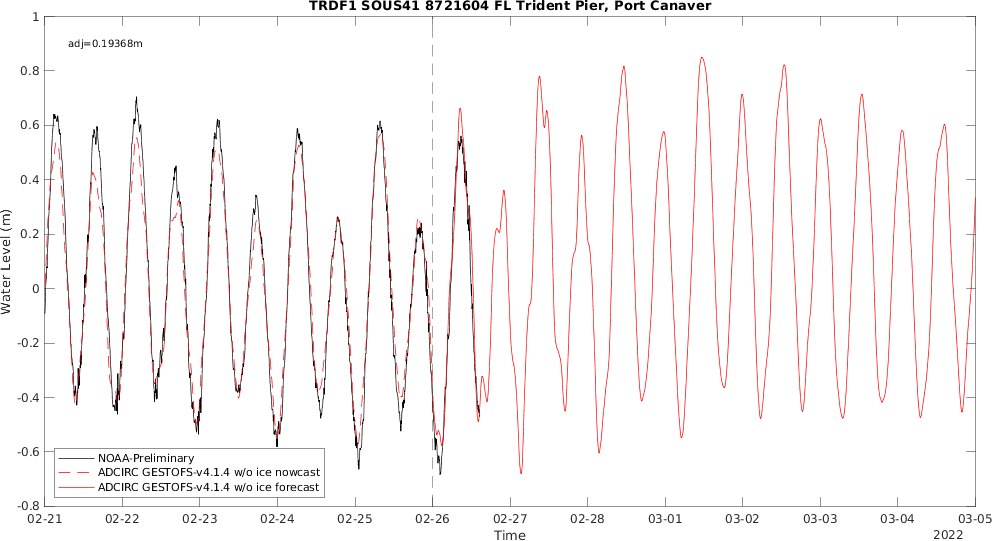 TRDF1 SOUS41 8721604 FL Trident Pier, Port Canaver
adj=0.19368m
1
0.8
0.6
0.4
0.2
0
-0.2
-0.4
-0.6
-0.8
Water Level (m)
NOAA-Preliminary
ADCIRC GESTOFS-v4.1.4 w/o ice nowcast
ADCIRC GESTOFS-v4.1.4 w/o ice forecast
02-21 02-22 02-23 02-24 02-25 02-26 02-27 02-28 03-01 03-02 03-03 03-04 03-05
Time
2022